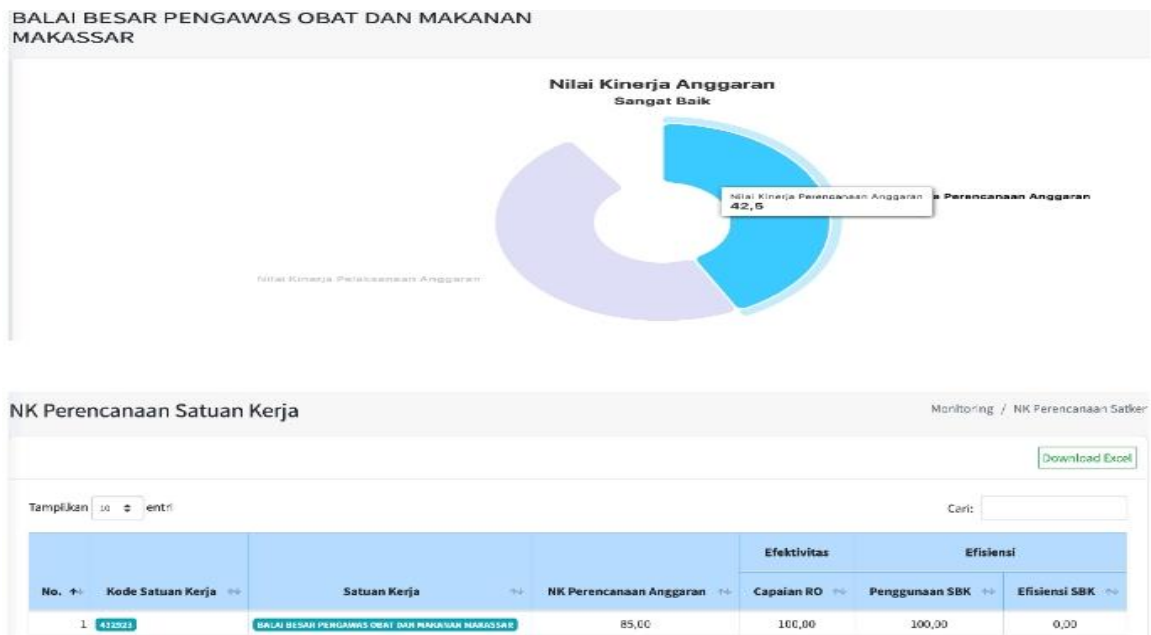 BALAI BESAR PENGAWAS OBAT DAN MAKANAN
MAKASSAR
Nilai Kinerja Anggaran
Sangat Baik
Nilai Kinerja Perencanaan Anggaran
42,5
Perencanaan Anggaran
Nilai Kinerja Pelaksanaan Anggaran
NK Perencanaan Satuan Kerja
Monitoring / NK Perencanaan Satker
Download Excel
Tampilkan 10 entri
Cari:
Efektivitas Efisiensi
No. Kode Satuan Kerja Satuan Kerja NK Perencanaan Anggaran Capaian RO Penggunaan SBK Efisiensi SBK
1 432923 BALAI BESAR PENGAWAS OBAT DAN MAKANAN MAKASSAR 85,00 100,00 100,00 0,00